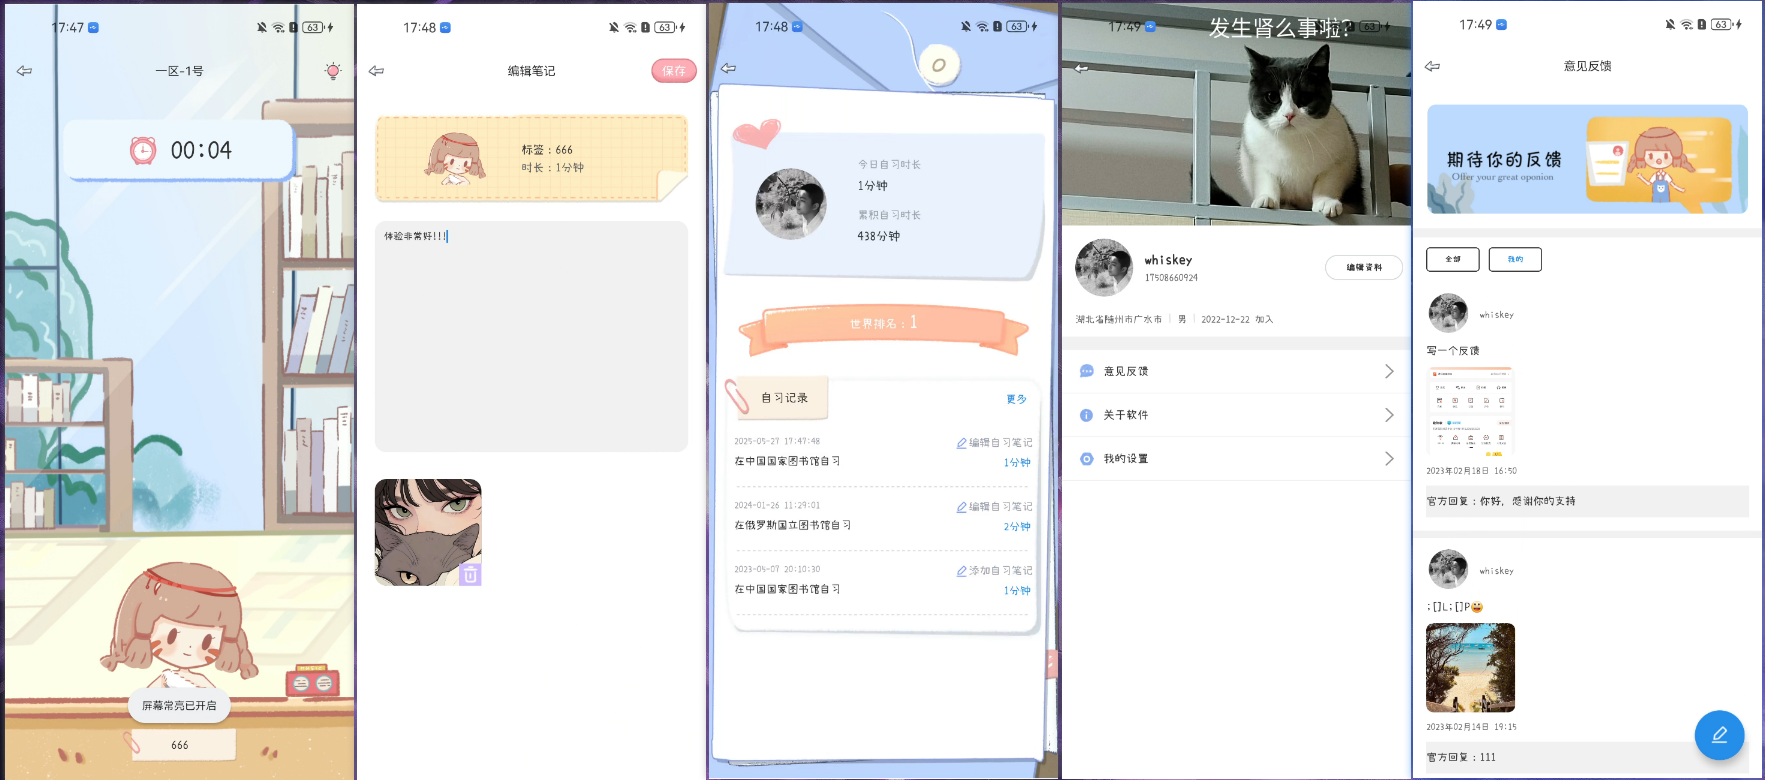 17:47
63
一区-1号
00:04
屏幕常亮已开启
666
17:48
63
编辑笔记
保存
标签：666
时长：1分钟
体验非常好!!!
17:48
63
今日自习时长
1分钟
累积自习时长
438分钟
世界排名：1
自习记录
更多
2025-05-27 17:47:48
编辑自习笔记
在中国国家图书馆自习
1分钟
2024-01-26 11:29:01
编辑自习笔记
在俄罗斯国立图书馆自习
2分钟
2023-05-07 20:10:30
添加自习笔记
在中国国家图书馆自习
1分钟
17:49
63
发生肾么事啦?
whiskey
17508660924
编辑资料
湖北省随州市广水市 | 男 | 2022-12-22 加入
意见反馈
关于软件
我的设置
17:49
63
意见反馈
期待你的反馈
Offer your great oponion
全部
我的
whiskey
写一个反馈
2023年02月18日 16:50
官方回复：你好, 感谢你的支持
whiskey
;[]L;[]P😝
2023年02月14日 19:15
官方回复：111